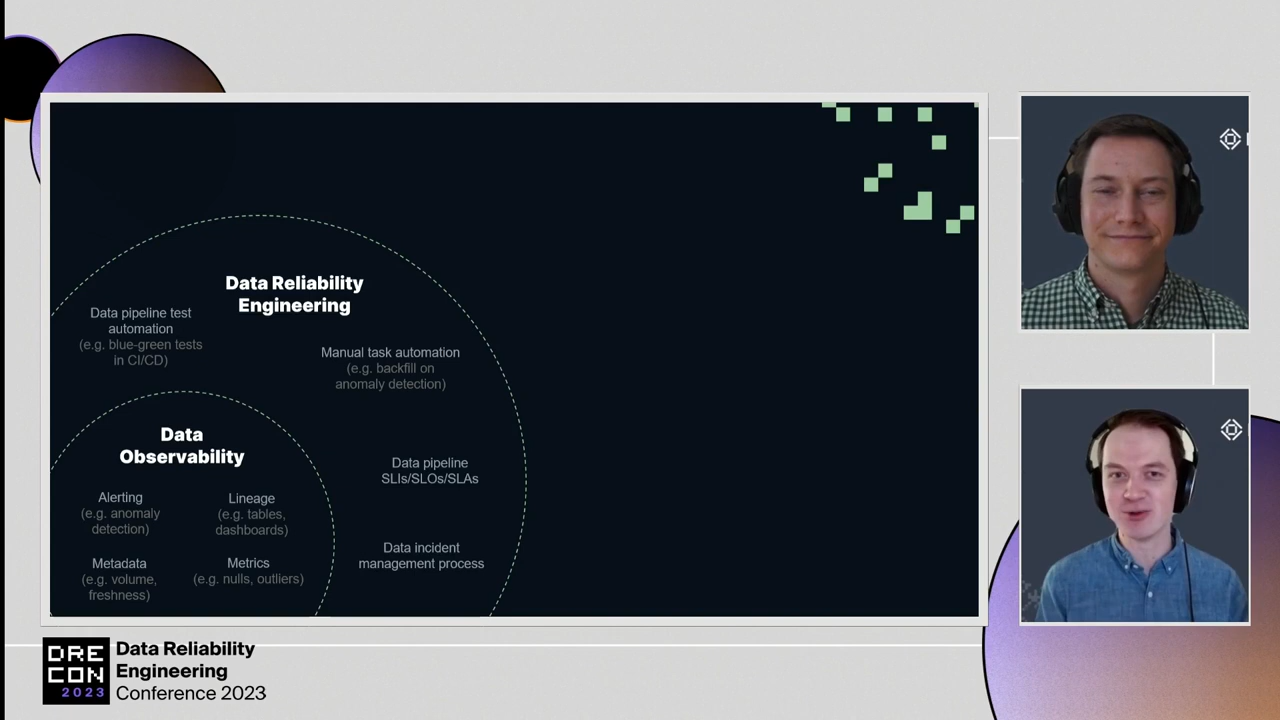 Data Reliability
Engineering
Data pipeline test
automation
(e.g. blue-green tests
in CI/CD)
Manual task automation
(e.g. backfill on
anomaly detection)
Data
Observability
Data pipeline
SLIs/SLOs/SLAs
Alerting
(e.g. anomaly
detection)
Lineage
(e.g. tables,
dashboards)
Data incident
management process
Metadata
(e.g. volume,
freshness)
Metrics
(e.g. nulls, outliers)
DRE
CON
2023
Data Reliability
Engineering
Conference 2023